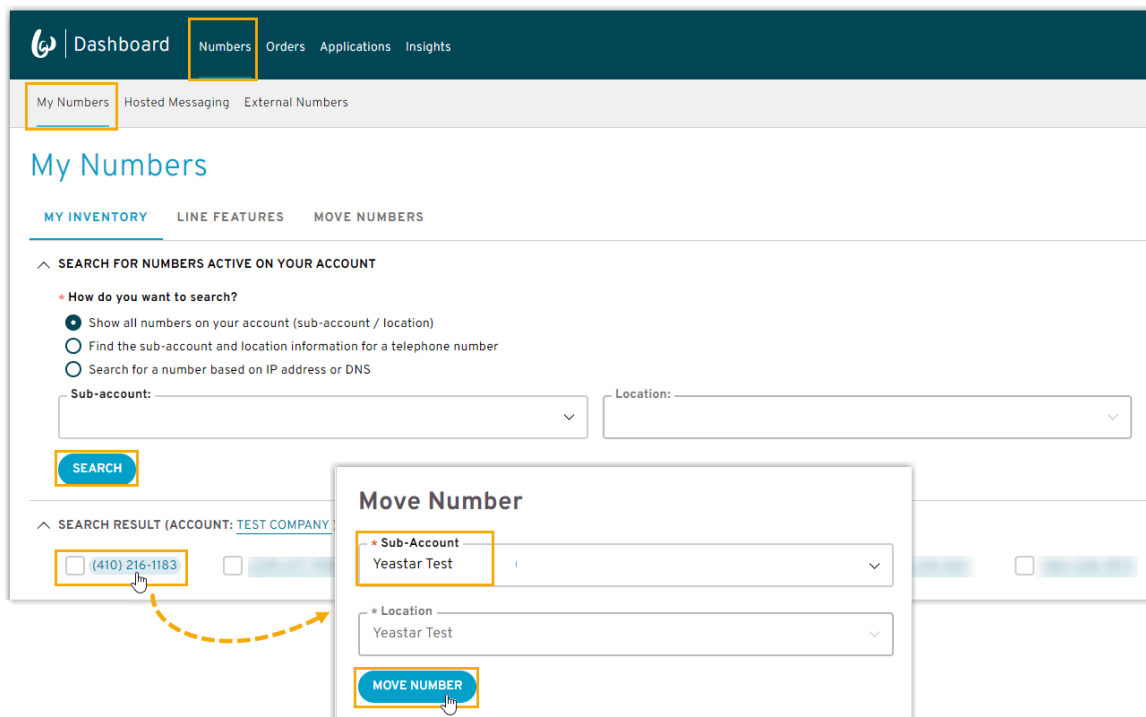 Dashboard Numbers Orders Applications Insights
My Numbers Hosted Messaging External Numbers
My Numbers
MY INVENTORY LINE FEATURES MOVE NUMBERS
SEARCH FOR NUMBERS ACTIVE ON YOUR ACCOUNT
* How do you want to search?
Show all numbers on your account (sub-account / location)
Find the sub-account and location information for a telephone number
Search for a number based on IP address or DNS
Sub-account: Location:
SEARCH
SEARCH RESULT (ACCOUNT: TEST COMPANY )
(410) 216-1183
Move Number
* Sub-Account
Yeastar Test
* Location
Yeastar Test
MOVE NUMBER